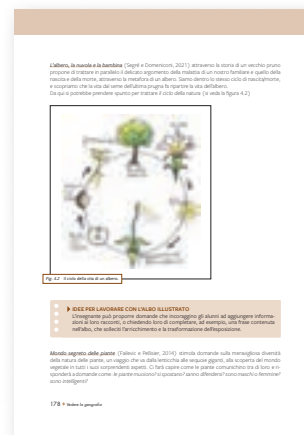 L'albero, la nuvola e la bambina (Segré e Domeniconi, 2021) attraverso la storia di un vecchio pruno
propone di trattare in parallelo il delicato argomento della malattia di un nostro familiare e quello della
nascita e della morte, attraverso la metafora di un albero. Siamo dentro lo stesso ciclo di nascita/morte,
e scopriamo che la vita dal seme dell'ultima prugna fa ripartire la vita dell'albero.
Da qui si potrebbe prendere spunto per trattare il ciclo della natura (si veda la figura 4.2)
Fig. 4.2 Il ciclo della vita di un albero.
IDEE PER LAVORARE CON L'ALBO ILLUSTRATO
L'insegnante può proporre domande che incoraggino gli alunni ad aggiungere informa-
zioni ai loro racconti, o chiedendo loro di completare, ad esempio, una frase contenuta
nell'albo, che solleciti l'arricchimento e la trasformazione dell'esposizione.
Mondo segreto delle piante (Talievic e Pellisier, 2014) stimola domande sulla meravigliosa diversità
della natura delle piante, un viaggio che va dalla lenticchia alle sequoie giganti, alla scoperta del mondo
vegetale in tutti i suoi sorprendenti aspetti. Ci farà capire come le piante comunichino tra di loro e ri-
sponderà a domande come: le piante muoiono? si spostano? sanno difendersi? sono maschi o femmine?
sono intelligenti?
178 • Vedere la geografia